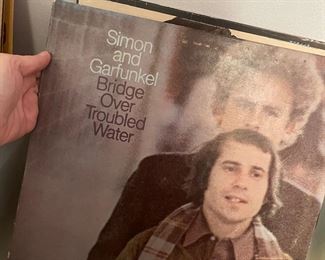 Simon
and
Garfunkel
Bridge
Over
Troubled
Water